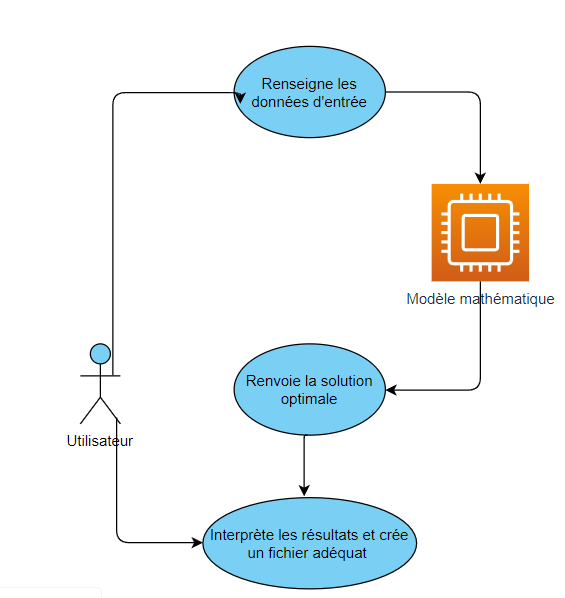 Renseigne les
données d'entrée
Modèle mathématique
Renvoie la solution
optimale
Utilisateur
Interprète les résultats et crée
un fichier adéquat